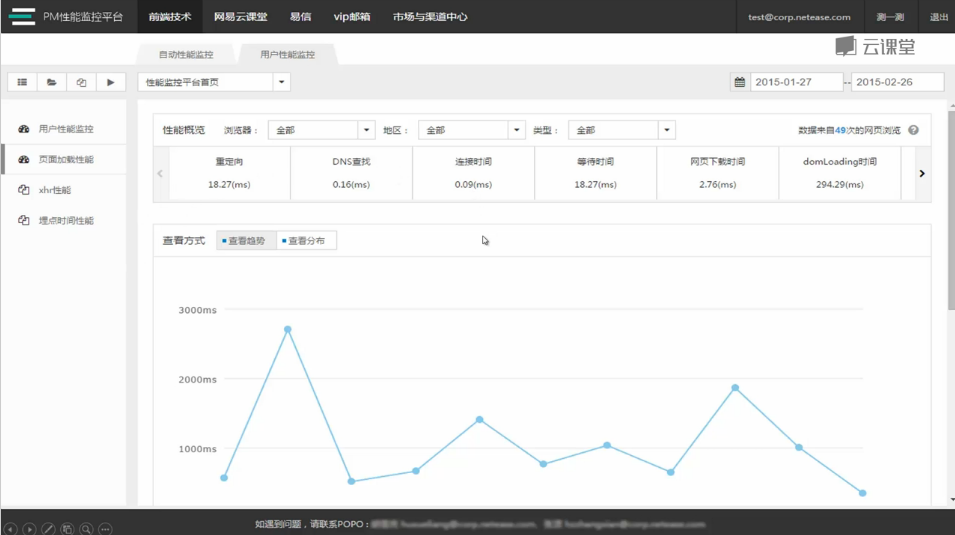 PM性能监控平台 前端技术 网易云课堂 易信 vip邮箱 市场与渠道中心 test@corp.netease.com 测一测 退出
自动性能监控 用户性能监控 云课堂
性能监控平台首页 2015-01-27 -- 2015-02-26
用户性能监控
页面加载性能
xhr性能
埋点时间性能
性能概览 浏览器： 全部 地区： 全部 类型： 全部 数据来自49次的网页浏览 ?
重定向 DNS查找 连接时间 等待时间 网页下载时间 domLoading时间
18.27(ms) 0.16(ms) 0.09(ms) 18.27(ms) 2.76(ms) 294.29(ms)
查看方式 查看趋势 查看分布
3000ms
2000ms
1000ms
如遇到问题，请联系POPO：